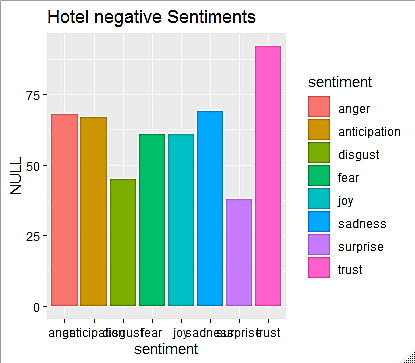 Hotel negative Sentiments
NULL
75
50
25
0
anger anticipation disgust fear joy sadness surprise trust
sentiment
sentiment
anger
anticipation
disgust
fear
joy
sadness
surprise
trust